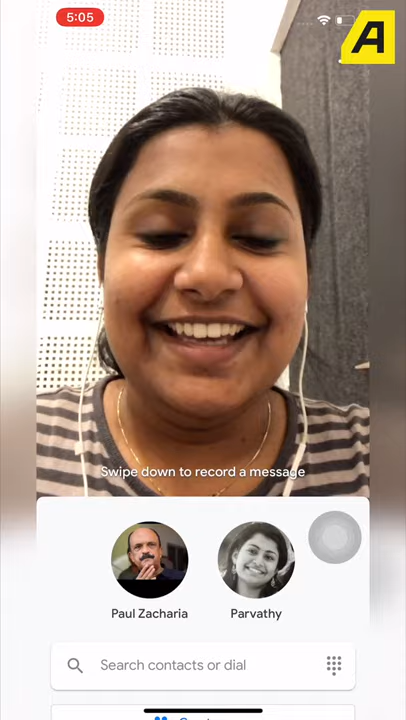 5:05
A
Swipe down to record a message
Paul Zacharia
Parvathy
Search contacts or dial